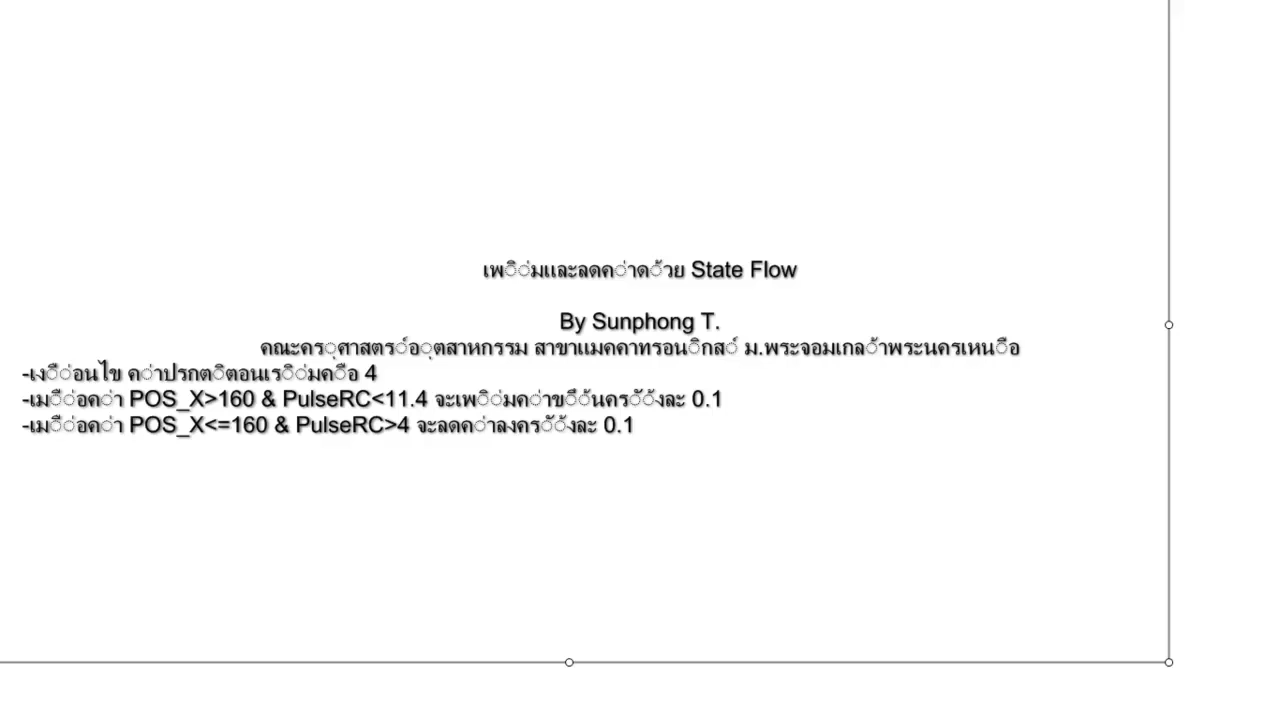 เพิ่มและลดค่าด้วย State Flow
By Sunphong T.
คณะครุศาสตร์อุตสาหกรรม สาขาแมคคาทรอนิกส์ ม.พระจอมเกล้าพระนครเหนือ
-เงื่อนไข ค่าปรกติตอนเริ่มคือ 4
-เมื่อค่า POS_X>160 & PulseRC<11.4 จะเพิ่มค่าขึ้นครั้งละ 0.1
-เมื่อค่า POS_X<=160 & PulseRC>4 จะลดค่าลงครั้งละ 0.1